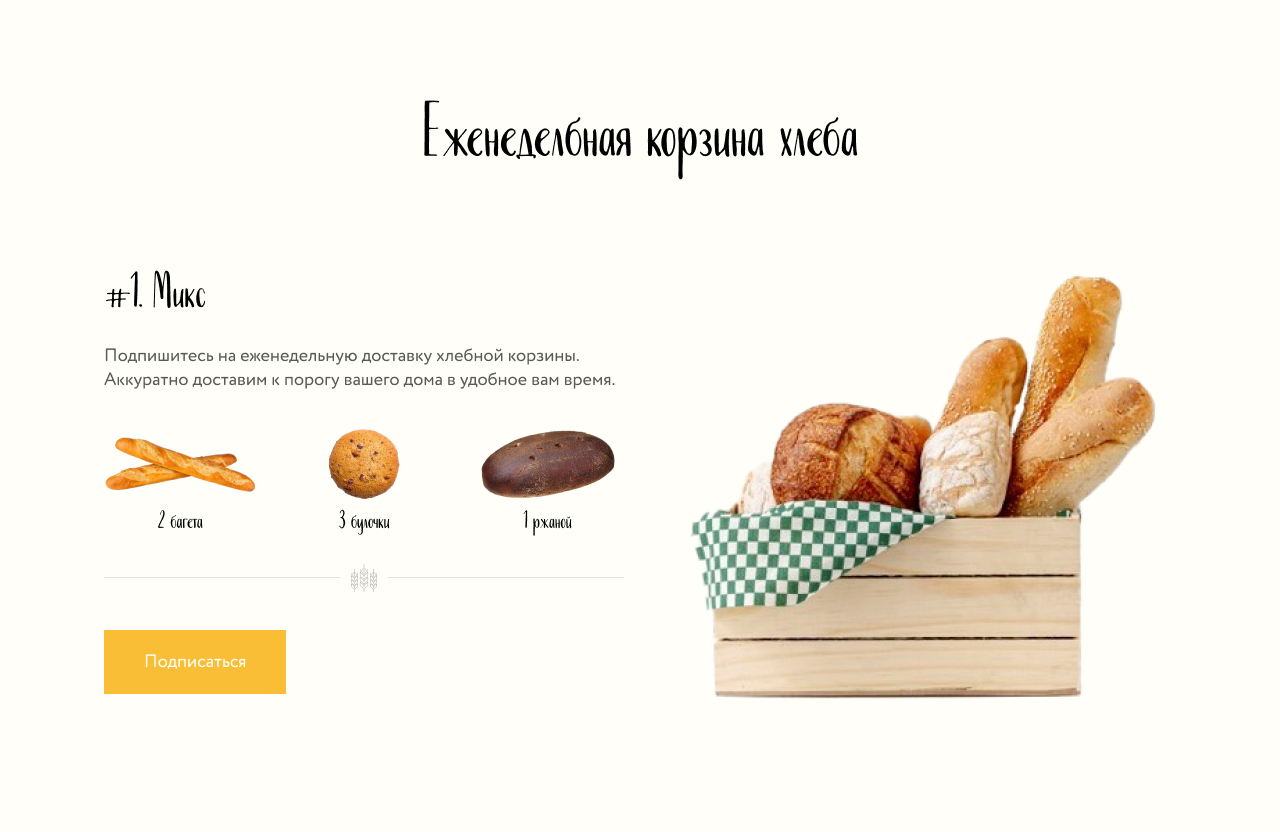 Еженеделбная корзина хлеба
#1. Микс
Подпишитесь на еженедельную доставку хлебной корзины.
Аккуратно доставим к порогу вашего дома в удобное вам время.
2 багета
3 булочки
1 ржаной
Подписаться